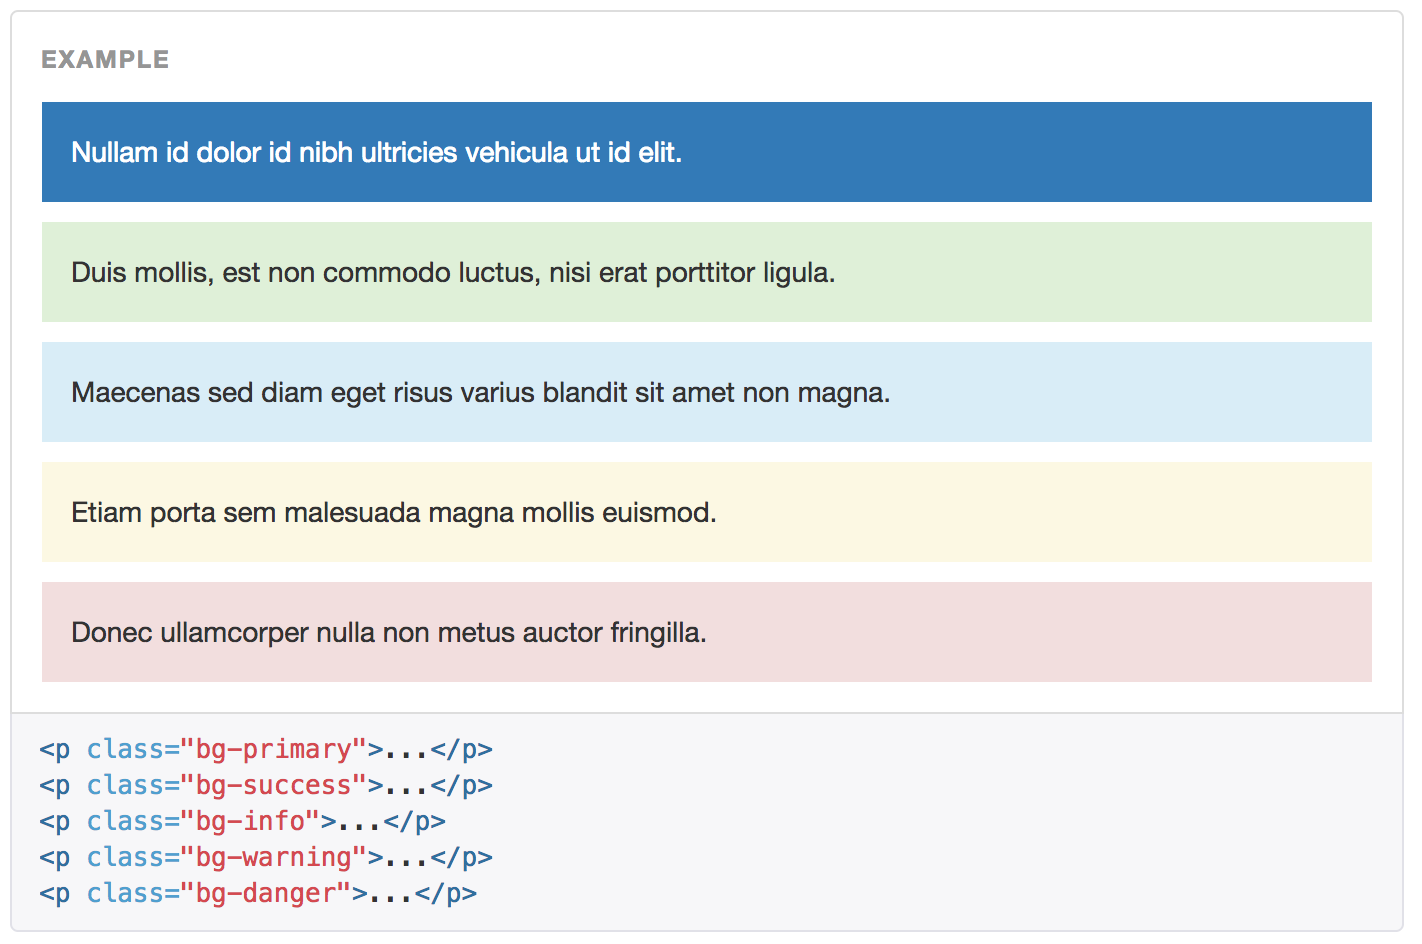 EXAMPLE
Nullam id dolor id nibh ultricies vehicula ut id elit.
Duis mollis, est non commodo luctus, nisi erat porttitor ligula.
Maecenas sed diam eget risus varius blandit sit amet non magna.
Etiam porta sem malesuada magna mollis euismod.
Donec ullamcorper nulla non metus auctor fringilla.
<p class="bg-primary">...</p>
<p class="bg-success">...</p>
<p class="bg-info">...</p>
<p class="bg-warning">...</p>
<p class="bg-danger">...</p>